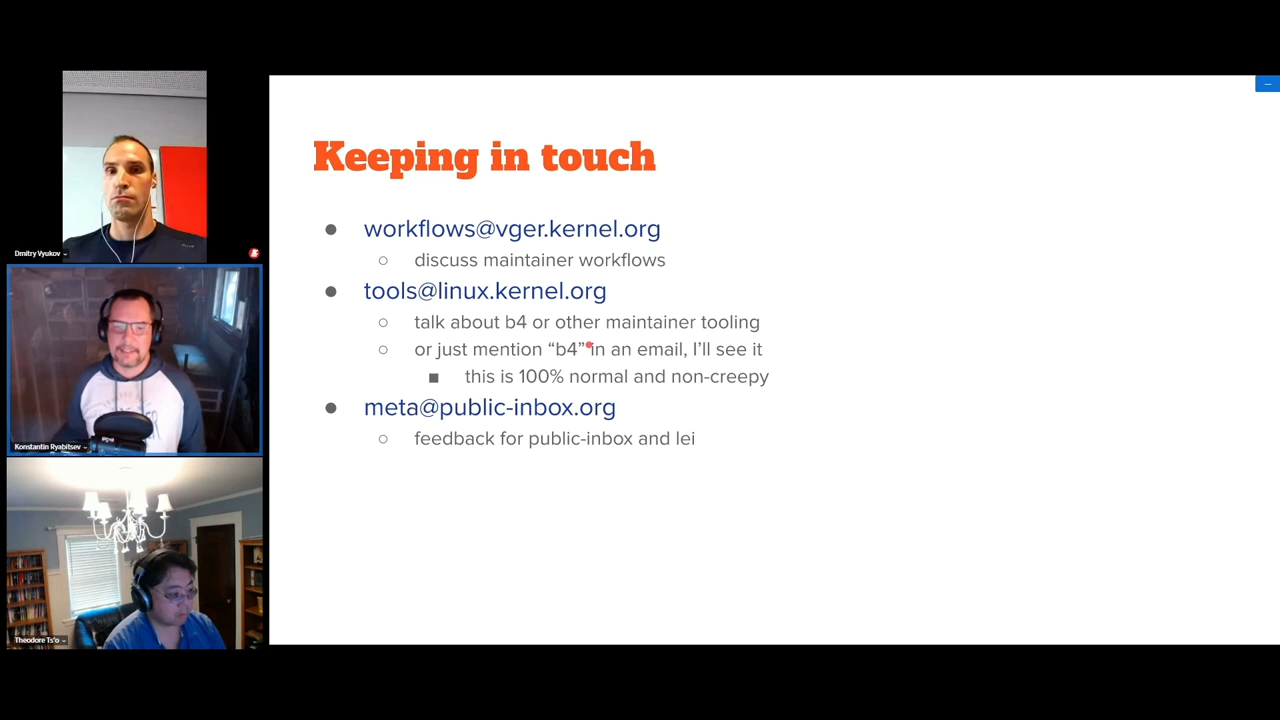 Keeping in touch
● workflows@vger.kernel.org
○ discuss maintainer workflows
● tools@linux.kernel.org
○ talk about b4 or other maintainer tooling
○ or just mention “b4” in an email, I’ll see it
■ this is 100% normal and non-creepy
● meta@public-inbox.org
○ feedback for public-inbox and lei
Dmitry Vyukov
Konstantin Ryabitsev
Theodore Ts'o